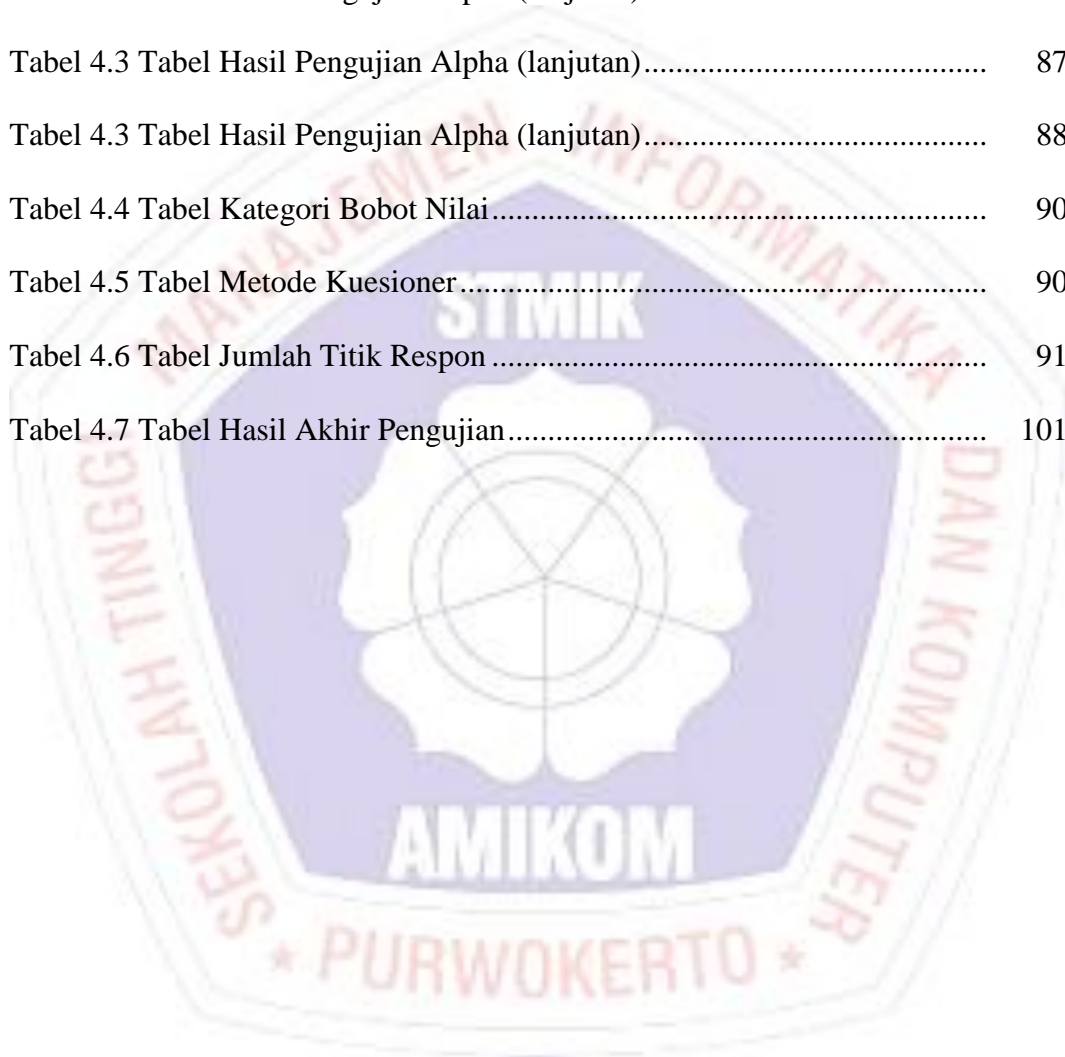 Tabel 4.3 Tabel Hasil Pengujian Alpha (lanjutan)....................................... 87
Tabel 4.3 Tabel Hasil Pengujian Alpha (lanjutan)....................................... 88
Tabel 4.4 Tabel Kategori Bobot Nilai......................................................... 90
Tabel 4.5 Tabel Metode Kuesioner............................................................. 90
Tabel 4.6 Tabel Jumlah Titik Respon ......................................................... 91
Tabel 4.7 Tabel Hasil Akhir Pengujian....................................................... 101
SEKOLAH TINGGI MANAJEMEN INFORMATIKA DAN KOMPUTER
STMIK
AMIKOM
* PURWOKERTO *